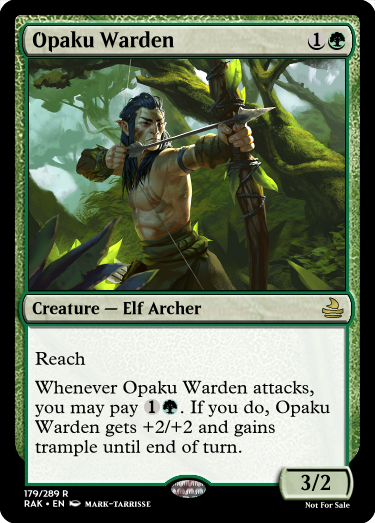 Opaku Warden 1
Creature — Elf Archer
Reach
Whenever Opaku Warden attacks,
you may pay 1. If you do, Opaku
Warden gets +2/+2 and gains
trample until end of turn.
3/2
179/289 R
RAK • EN MARK-TARRISSE
Not For Sale